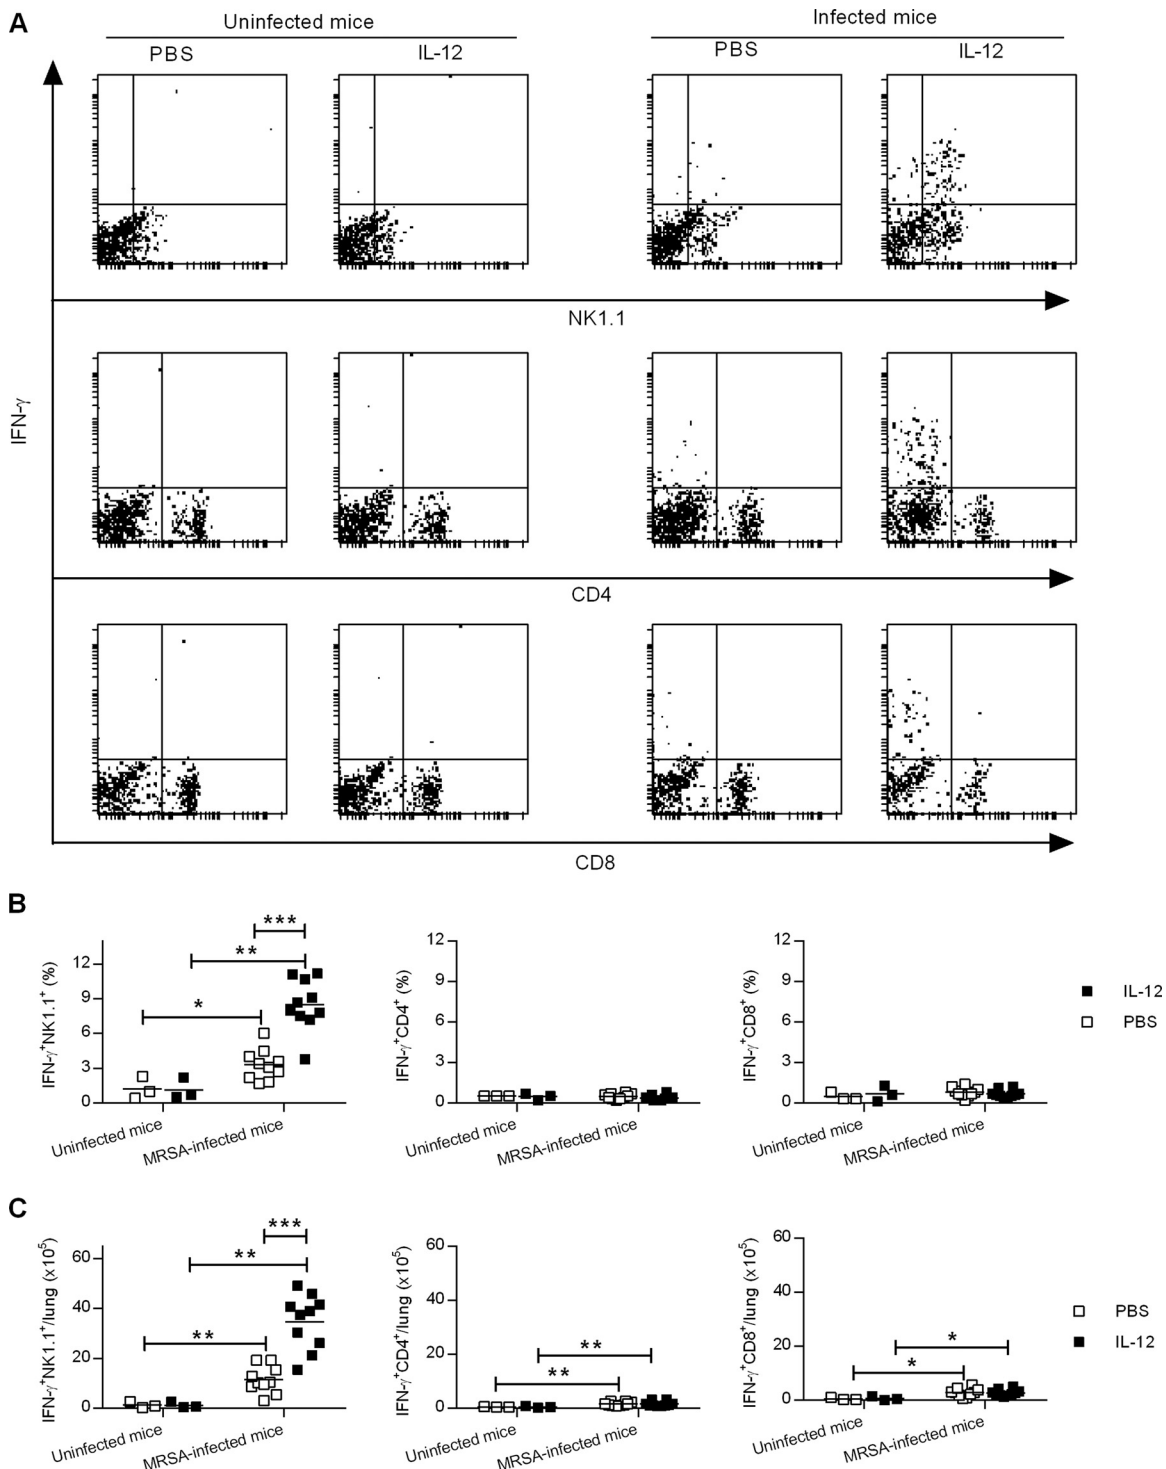 A
Uninfected mice
Infected mice
PBS
IL-12
PBS
IL-12
NK1.1
IFN-γ
CD4
CD8
B
IFN-γ⁺NK1.1⁺ (%)
12
9
6
3
0
***
**
*
Uninfected mice
MRSA-infected mice
IFN-γ⁺CD4⁺ (%)
12
9
6
3
0
Uninfected mice
MRSA-infected mice
IFN-γ⁺CD8⁺ (%)
12
9
6
3
0
Uninfected mice
MRSA-infected mice
IL-12
PBS
C
IFN-γ⁺NK1.1⁺/lung (x10⁵)
60
40
20
0
***
**
**
Uninfected mice
MRSA-infected mice
IFN-γ⁺CD4⁺/lung (x10⁵)
60
40
20
0
**
**
Uninfected mice
MRSA-infected mice
IFN-γ⁺CD8⁺/lung (x10⁵)
60
40
20
0
*
*
Uninfected mice
MRSA-infected mice
PBS
IL-12